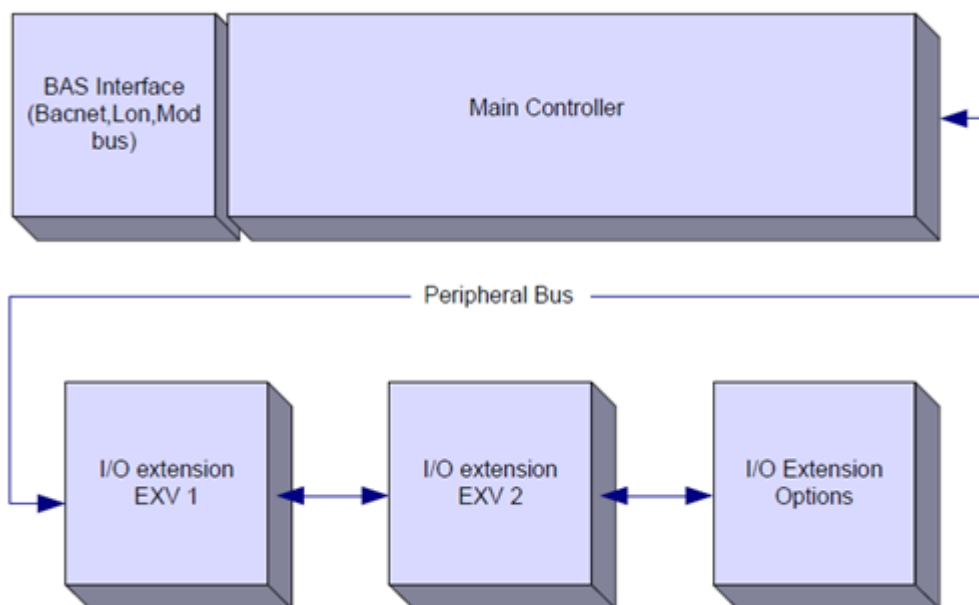 BAS Interface
(Bacnet,Lon,Mod
bus)
Main Controller
Peripheral Bus
I/O extension
EXV 1
I/O extension
EXV 2
I/O Extension
Options